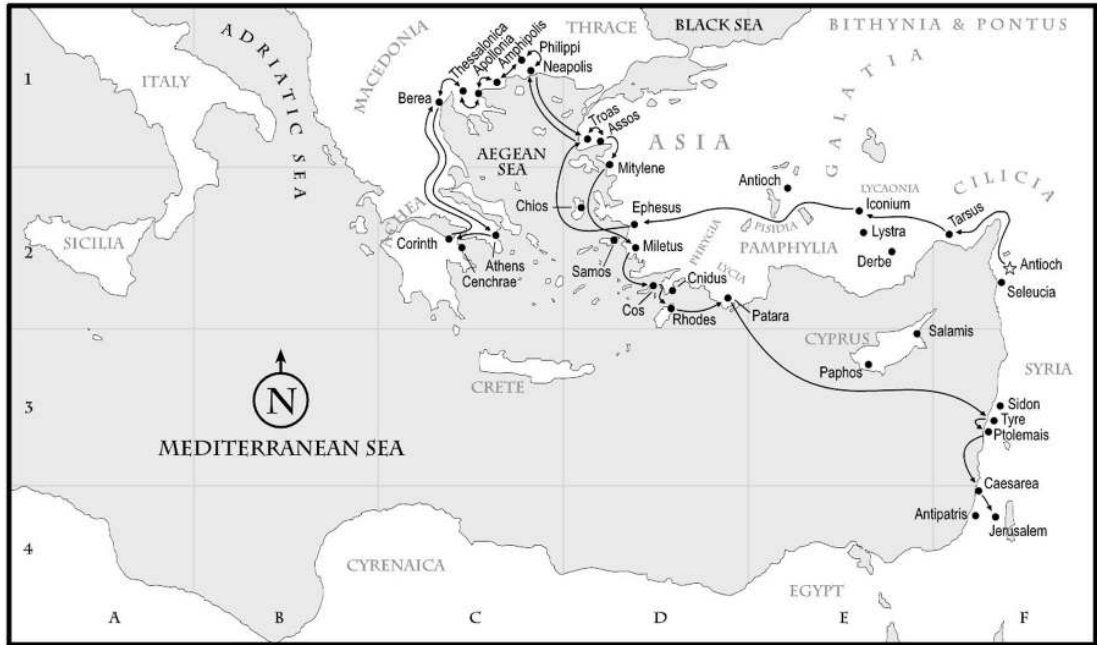 THRACE
BLACK SEA
BITHYNIA & PONTUS
ADRIATIC SEA
MACEDONIA
Thessalonica
Apollonia
Amphipolis
Philippi
Neapolis
1
ITALY
Berea
GALATIA
Troas
Assos
ASIA
AEGEAN
SEA
Mitylene
Antioch
LYCAONIA
Iconium
CILICIA
Tarsus
Chios
Ephesus
ACHEA
PISIDIA
Lystra
SICILIA
Corinth
Miletus
PHRYGIA
PAMPHYLIA
2
Athens
Samos
Derbe
Cenchrae
LYCIA
Antioch
Cnidus
Seleucia
Cos
Rhodes
Patara
CYPRUS
Salamis
CRETE
Paphos
SYRIA
N
3
Sidon
Tyre
Ptolemais
MEDITERRANEAN SEA
Caesarea
Antipatris
Jerusalem
4
CYRENAICA
EGYPT
A
B
C
D
E
F